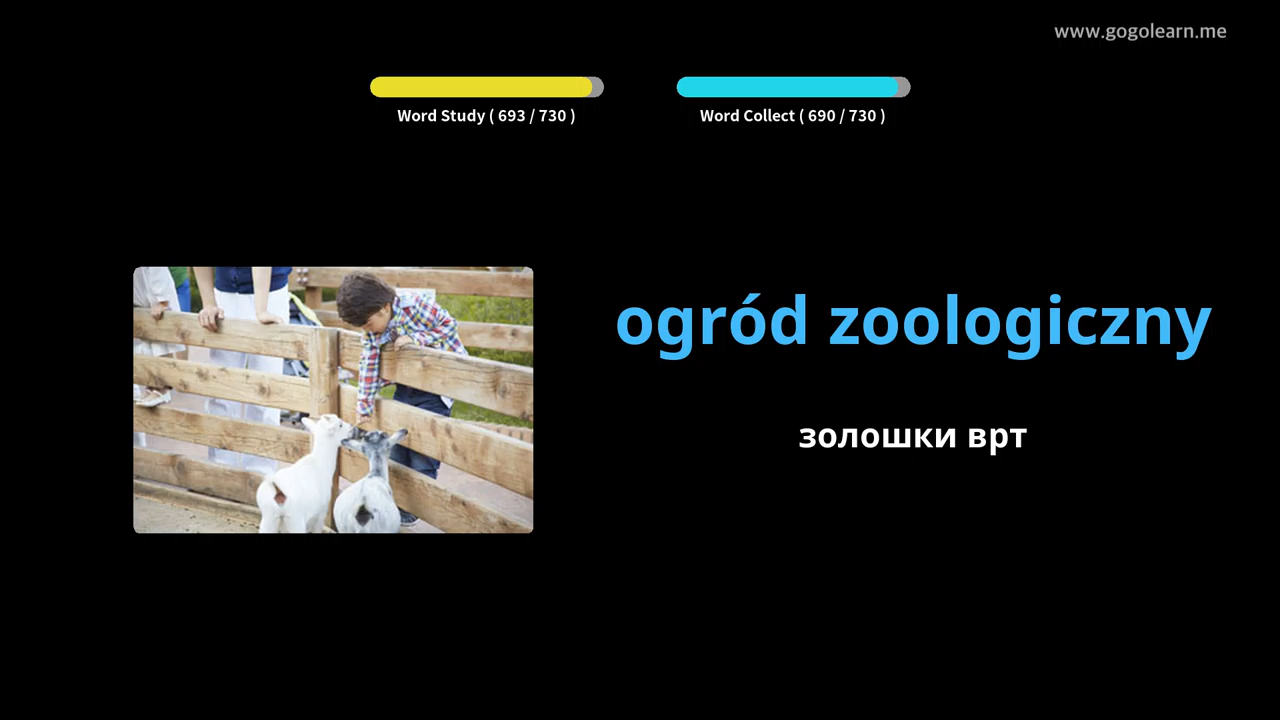 www.gogolearn.me
Word Study ( 693 / 730 )
Word Collect ( 690 / 730 )
ogród zoologiczny
золошки врт